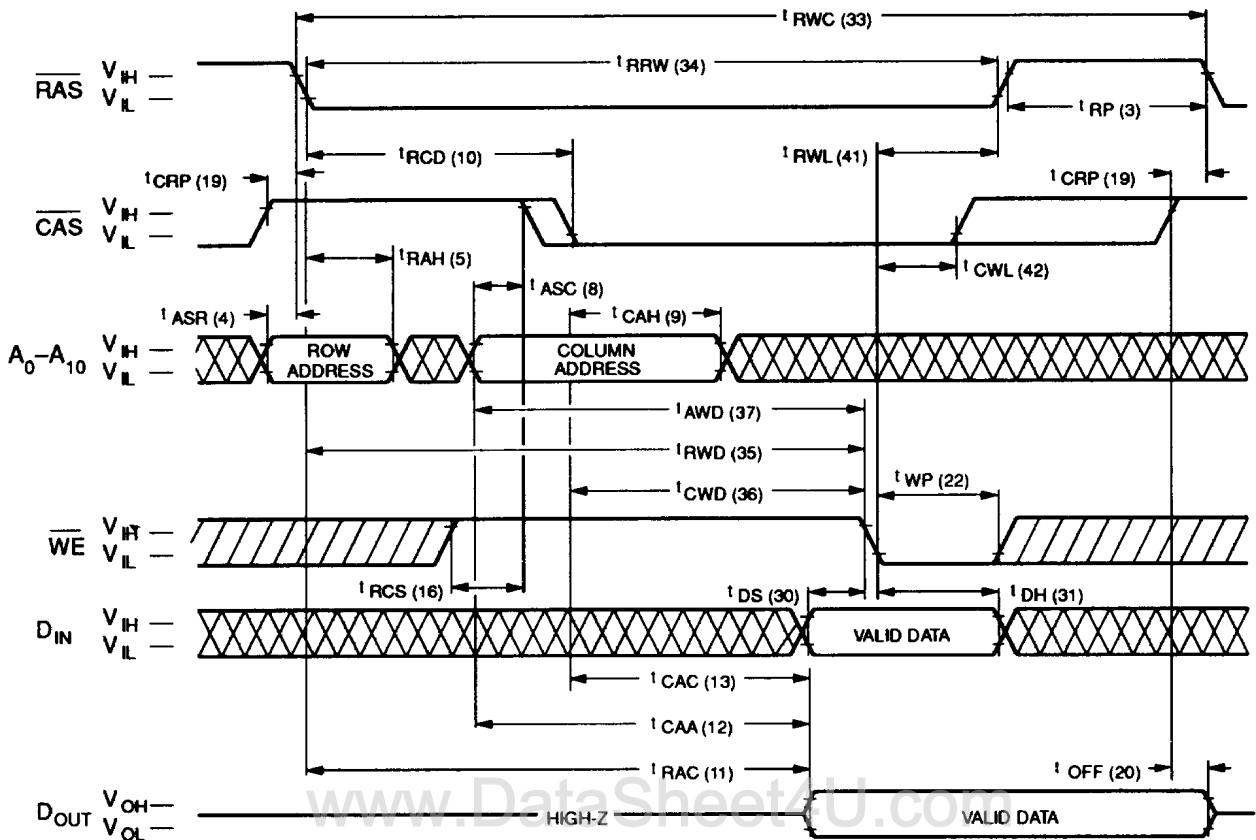 t RWC (33)
RAS V IH —
V IL —
t RRW (34)
t RP (3)
t RCD (10)
t RWL (41)
t CRP (19)
t CRP (19)
CAS V IH —
V IL —
t RAH (5)
t ASC (8)
t CWL (42)
t ASR (4)
t CAH (9)
A0–A10 V IH —
V IL —
ROW
ADDRESS
COLUMN
ADDRESS
t AWD (37)
t RWD (35)
t CWD (36)
t WP (22)
WE V IH —
V IL —
t RCS (16)
t DS (30)
t DH (31)
D IN V IH —
V IL —
VALID DATA
t CAC (13)
t CAA (12)
t RAC (11)
t OFF (20)
www.DataSheet4U.com
D OUT V OH —
V OL —
HIGH-Z
VALID DATA